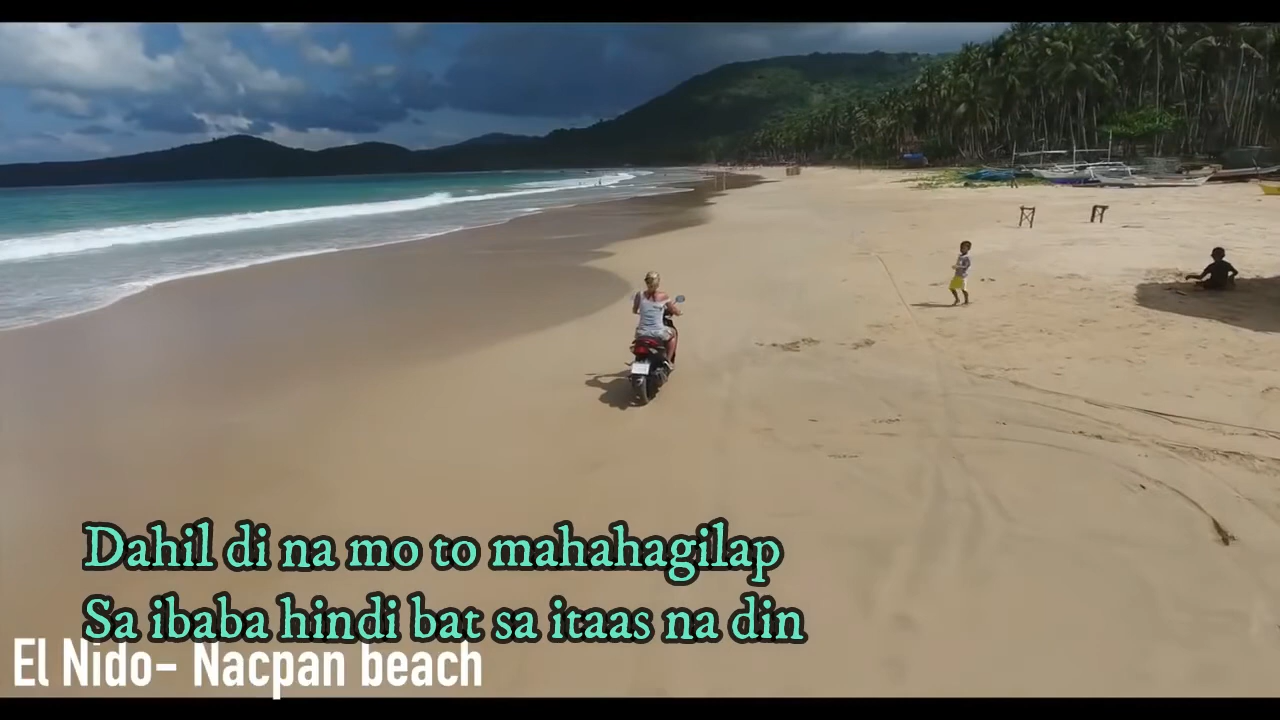 Dahil di na mo to mahahagilap
Sa ibaba hindi bat sa itaas na din
El Nido- Nacpan beach